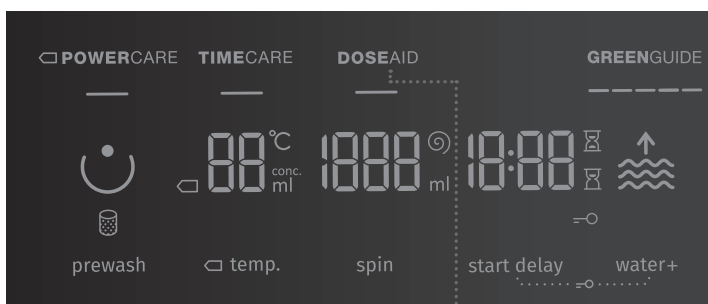 POWERCARE TIMECARE DOSEAID GREENGUIDE
88 °C 1888 18:88
conc.
ml ml
prewash temp. spin start delay water+